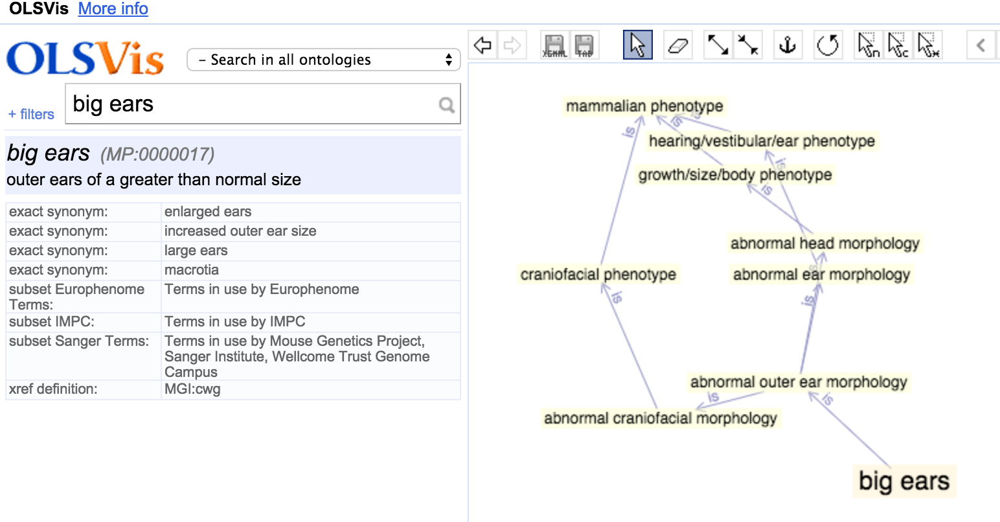 OLSVis More info
OLSVis
– Search in all ontologies
XGMML
TAB
n
c
+ filters
big ears
big ears (MP:0000017)
outer ears of a greater than normal size
exact synonym: enlarged ears
exact synonym: increased outer ear size
exact synonym: large ears
exact synonym: macrotia
subset Europhenome Terms in use by Europhenome
Terms:
subset IMPC: Terms in use by IMPC
subset Sanger Terms: Terms in use by Mouse Genetics Project,
Sanger Institute, Wellcome Trust Genome
Campus
xref definition: MGI:cwg
mammalian phenotype
is
is
is
hearing/vestibular/ear phenotype
is
growth/size/body phenotype
is
abnormal head morphology
is
craniofacial phenotype
abnormal ear morphology
is
is
abnormal outer ear morphology
is
is
abnormal craniofacial morphology
big ears